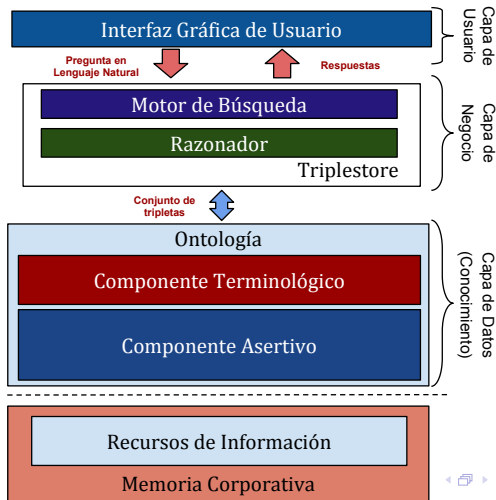 Interfaz Gráfica de Usuario
Capa de
Usuario
Pregunta en
Lenguaje Natural
Respuestas
Motor de Búsqueda
Razonador
Triplestore
Capa de
Negocio
Conjunto de
tripletas
Ontología
Componente Terminológico
Componente Asertivo
Capa de Datos
(Conocimiento)
Recursos de Información
Memoria Corporativa